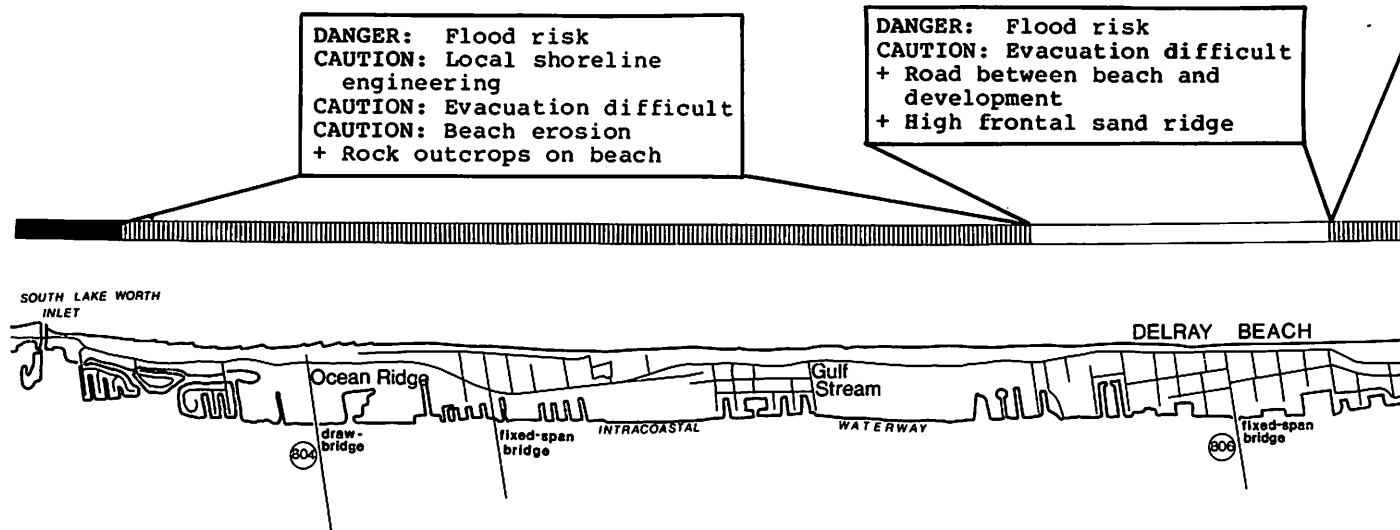 DANGER: Flood risk
CAUTION: Local shoreline
engineering
CAUTION: Evacuation difficult
CAUTION: Beach erosion
+ Rock outcrops on beach
DANGER: Flood risk
CAUTION: Evacuation difficult
+ Road between beach and
development
+ High frontal sand ridge
SOUTH LAKE WORTH
INLET
DELRAY BEACH
Ocean Ridge
Gulf
Stream
INTRACOASTAL WATERWAY
804
draw-
bridge
fixed-span
bridge
806
fixed-span
bridge